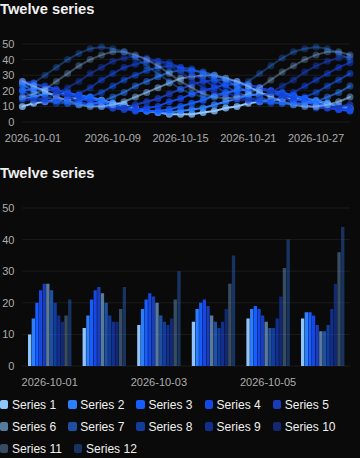 Twelve series
50
40
30
20
10
0
2026-10-01 2026-10-09 2026-10-15 2026-10-21 2026-10-27
Twelve series
50
40
30
20
10
0
2026-10-01 2026-10-03 2026-10-05
Series 1 Series 2 Series 3 Series 4 Series 5
Series 6 Series 7 Series 8 Series 9 Series 10
Series 11 Series 12